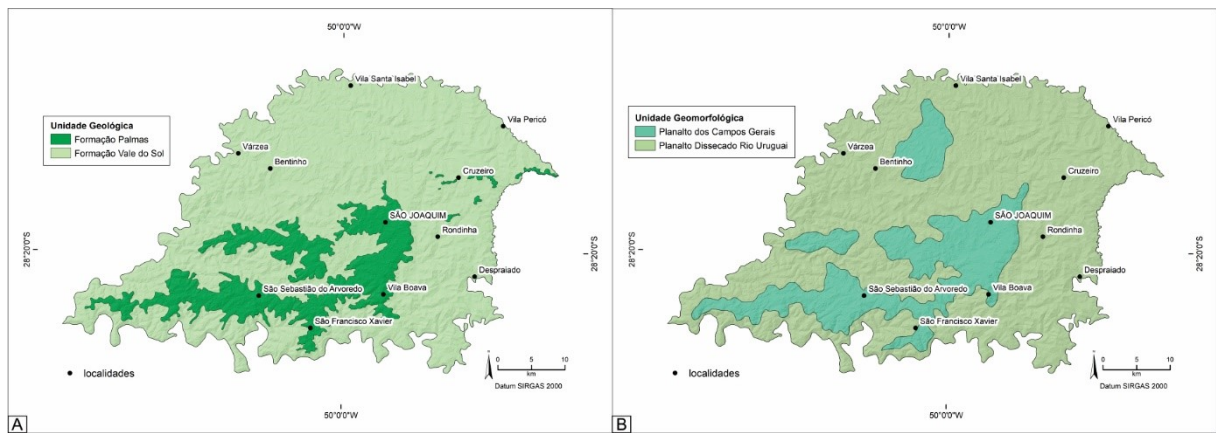 50°0'0"W
Vila Santa Isabel
Unidade Geológica
Formação Palmas
Formação Vale do Sol
Vila Pericó
Várzea
Bentinho
Cruzeiro
SÃO JOAQUIM
Rondinha
28°20'0"S
28°20'0"S
Despraiado
São Sebastião do Arvoredo
Vila Boava
São Francisco Xavier
0 5 10
km
localidades
Datum SIRGAS 2000
50°0'0"W
A
50°0'0"W
Vila Santa Isabel
Unidade Geomorfológica
Planalto dos Campos Gerais
Planalto Dissecado Rio Uruguai
Vila Pericó
Várzea
Bentinho
Cruzeiro
SÃO JOAQUIM
Rondinha
28°20'0"S
28°20'0"S
Despraiado
São Sebastião do Arvoredo
Vila Boava
São Francisco Xavier
0 5 10
km
localidades
Datum SIRGAS 2000
50°0'0"W
B